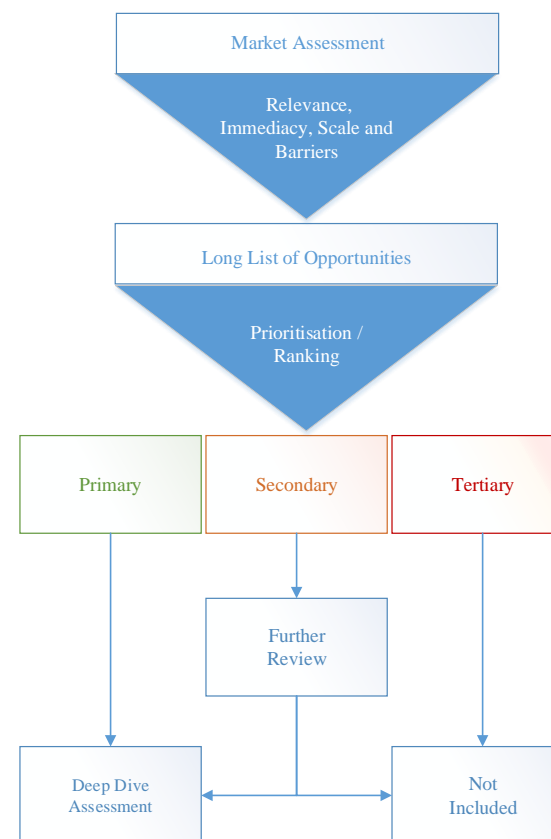 Market Assessment
Relevance,
Immediacy, Scale and
Barriers
Long List of Opportunities
Prioritisation /
Ranking
Primary
Secondary
Tertiary
Further
Review
Deep Dive
Assessment
Not
Included